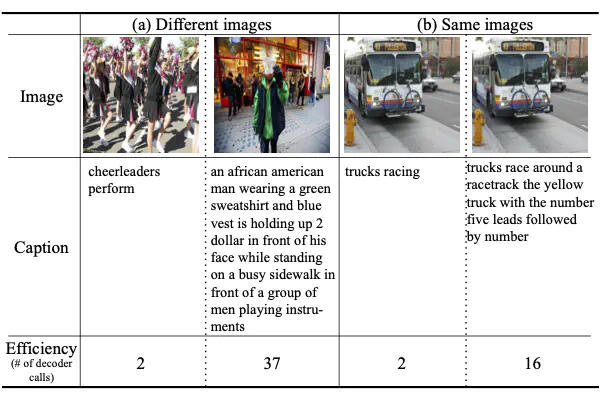 (a) Different images
(b) Same images
Image
Caption
cheerleaders
perform
an african american
man wearing a green
sweatshirt and blue
vest is holding up 2
dollar in front of his
face while standing
on a busy sidewalk in
front of a group of
men playing instru-
ments
trucks racing
trucks race around a
racetrack the yellow
truck with the number
five leads followed
by number
Efficiency
(# of decoder
calls)
2
37
2
16